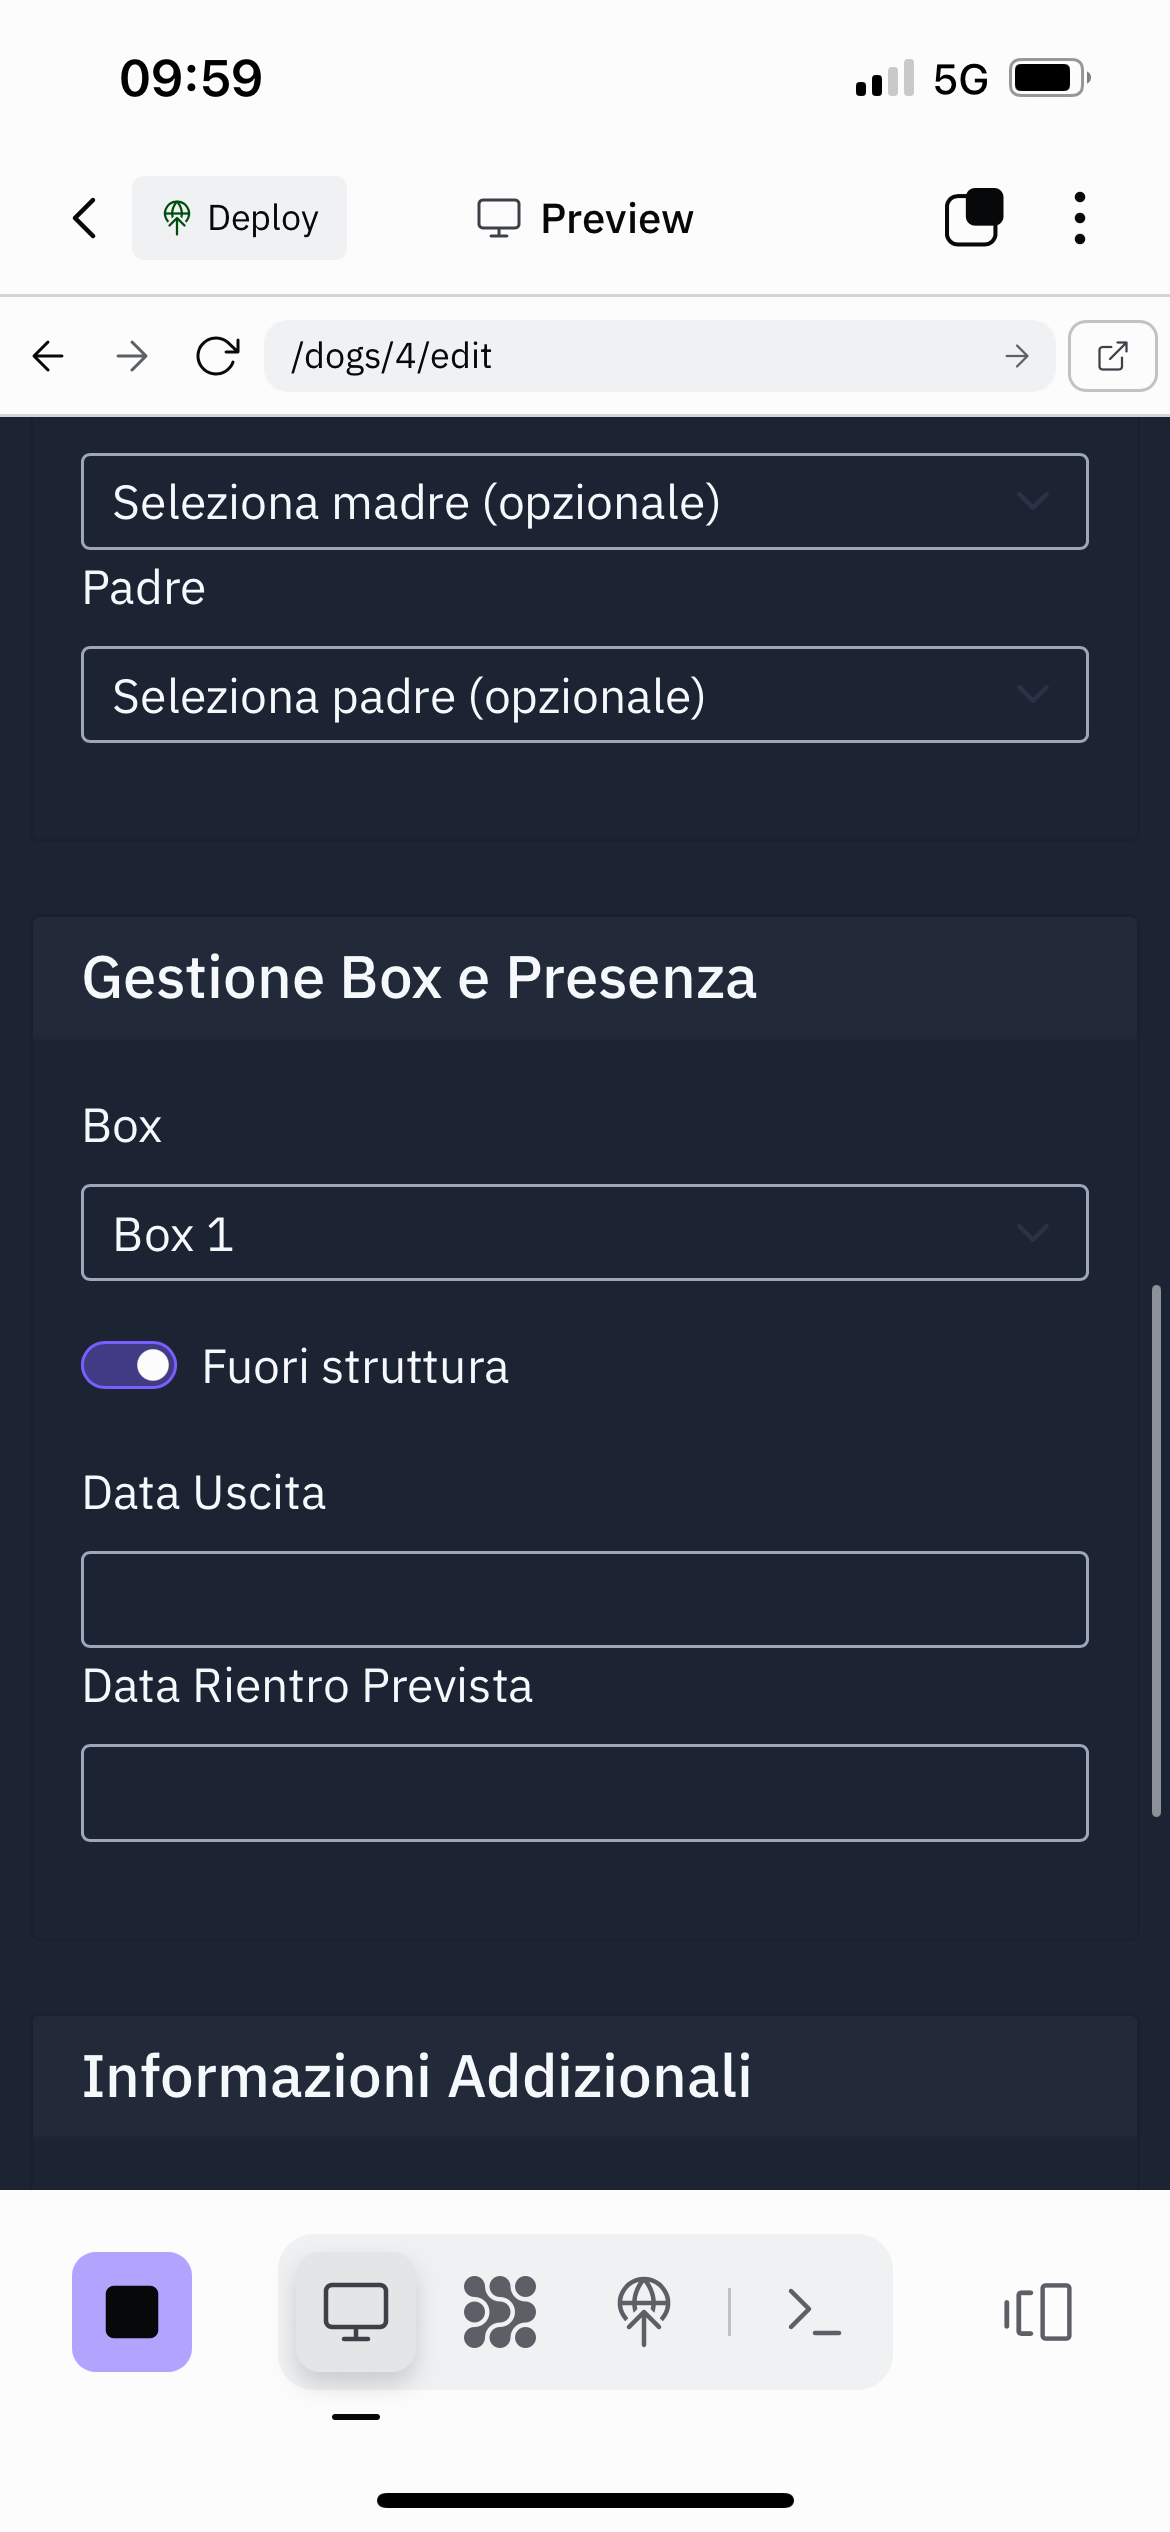 09:59
5G
Deploy
Preview
/dogs/4/edit
Seleziona madre (opzionale)
Padre
Seleziona padre (opzionale)
Gestione Box e Presenza
Box
Box 1
Fuori struttura
Data Uscita
Data Rientro Prevista
Informazioni Addizionali